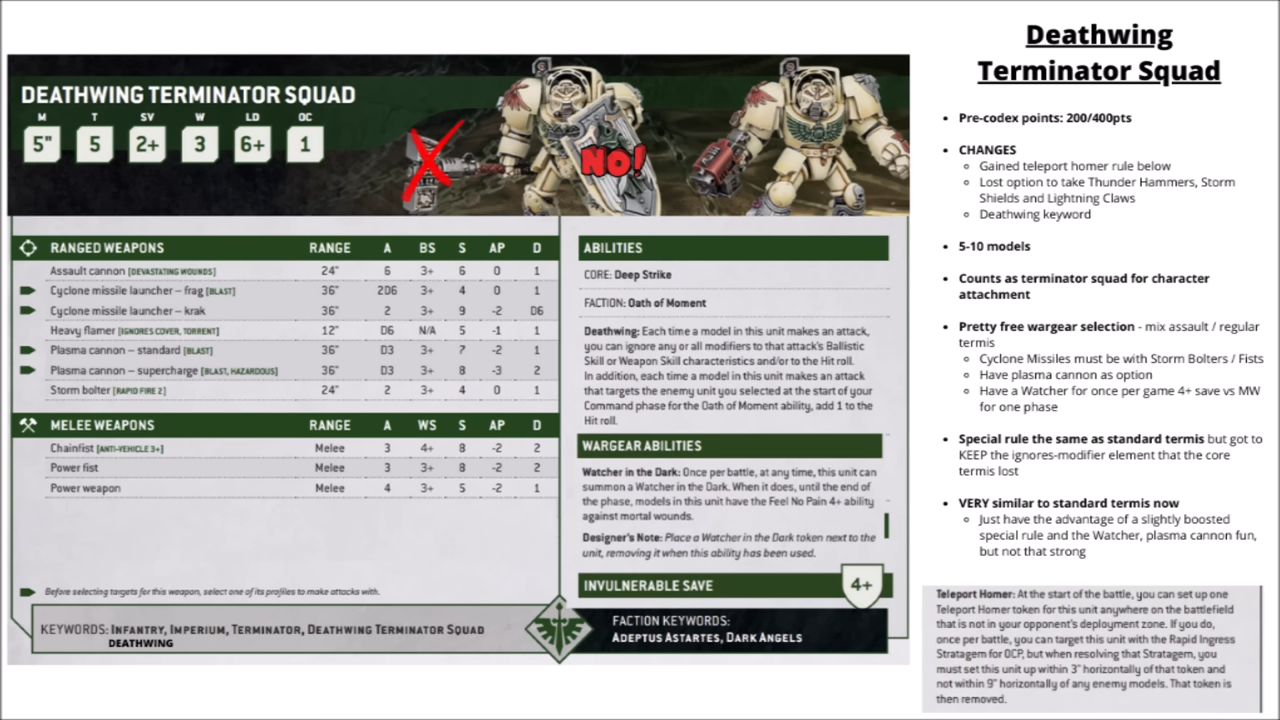 DEATHWING TERMINATOR SQUAD
M T SV W LD OC
5" 5 2+ 3 6+ 1
NO!
RANGED WEAPONS RANGE A BS S AP D
Assault cannon [DEVASTATING WOUNDS] 24" 6 3+ 6 0 1
Cyclone missile launcher – frag [BLAST] 36" 2D6 3+ 4 0 1
Cyclone missile launcher – krak 36" 2 3+ 9 -2 D6
Heavy flamer [IGNORES COVER, TORRENT] 12" D6 N/A 5 -1 1
Plasma cannon – standard [BLAST] 36" D3 3+ 7 -2 1
Plasma cannon – supercharge [BLAST, HAZARDOUS] 36" D3 3+ 8 -3 2
Storm bolter [RAPID FIRE 2] 24" 2 3+ 4 0 1
MELEE WEAPONS RANGE A WS S AP D
Chainfist [ANTI-VEHICLE 3+] Melee 3 4+ 8 -2 2
Power fist Melee 3 3+ 8 -2 2
Power weapon Melee 4 3+ 5 -2 1
Before selecting targets for this weapon, select one of its profiles to make attacks with.
KEYWORDS: INFANTRY, IMPERIUM, TERMINATOR, DEATHWING TERMINATOR SQUAD
DEATHWING
ABILITIES
CORE: Deep Strike
FACTION: Oath of Moment
Deathwing: Each time a model in this unit makes an attack,
you can ignore any or all modifiers to that attack's Ballistic
Skill or Weapon Skill characteristics and/or to the Hit roll.
In addition, each time a model in this unit makes an attack
that targets the enemy unit you selected at the start of your
Command phase for the Oath of Moment ability, add 1 to the
Hit roll.
WARGEAR ABILITIES
Watcher in the Dark: Once per battle, at any time, this unit can
summon a Watcher in the Dark. When it does, until the end of
the phase, models in this unit have the Feel No Pain 4+ ability
against mortal wounds.
Designer's Note: Place a Watcher in the Dark token next to the
unit, removing it when this ability has been used.
INVULNERABLE SAVE 4+
FACTION KEYWORDS:
ADEPTUS ASTARTES, DARK ANGELS
Deathwing
Terminator Squad
• Pre-codex points: 200/400pts
• CHANGES
○ Gained teleport homer rule below
○ Lost option to take Thunder Hammers, Storm
Shields and Lightning Claws
○ Deathwing keyword
• 5-10 models
• Counts as terminator squad for character
attachment
• Pretty free wargear selection - mix assault / regular
termis
○ Cyclone Missiles must be with Storm Bolters / Fists
○ Have plasma cannon as option
○ Have a Watcher for once per game 4+ save vs MW
for one phase
• Special rule the same as standard termis but got to
KEEP the ignores-modifier element that the core
termis lost
• VERY similar to standard termis now
○ Just have the advantage of a slightly boosted
special rule and the Watcher, plasma cannon fun,
but not that strong
Teleport Homer: At the start of the battle, you can set up one
Teleport Homer token for this unit anywhere on the battlefield
that is not in your opponent's deployment zone. If you do,
once per battle, you can target this unit with the Rapid Ingress
Stratagem for 0CP, but when resolving that Stratagem, you
must set this unit up within 3" horizontally of that token and
not within 9" horizontally of any enemy models. That token is
then removed.